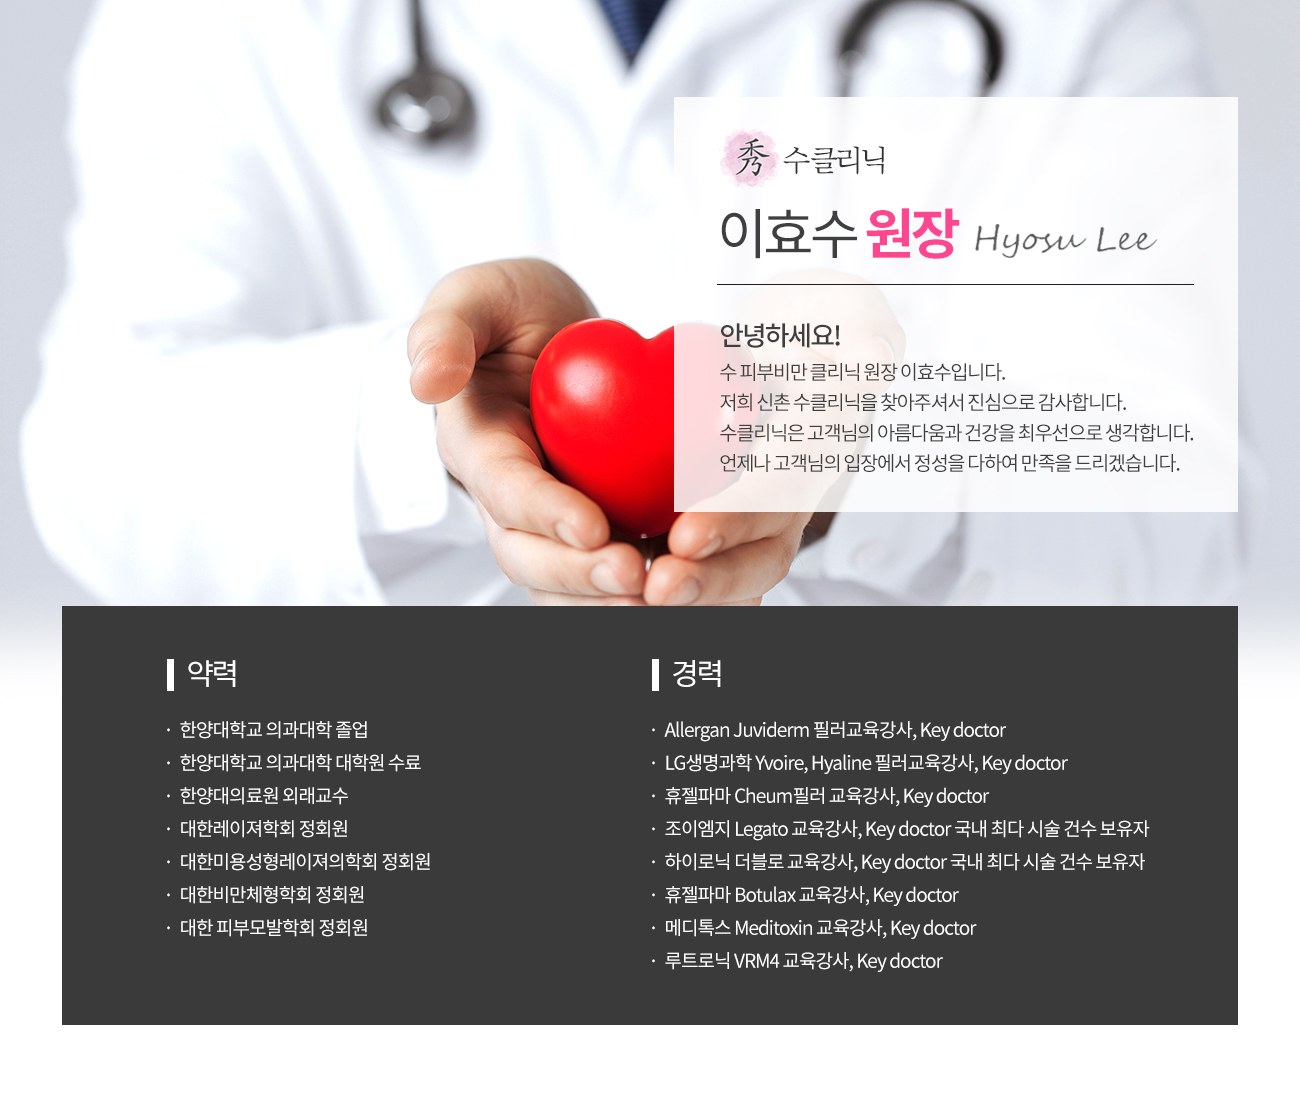 秀 수클리닉
이효수 원장 Hyosu Lee
안녕하세요!
수 피부비만 클리닉 원장 이효수입니다.
저희 신촌 수클리닉을 찾아주셔서 진심으로 감사합니다.
수클리닉은 고객님의 아름다움과 건강을 최우선으로 생각합니다.
언제나 고객님의 입장에서 정성을 다하여 만족을 드리겠습니다.
약력
· 한양대학교 의과대학 졸업
· 한양대학교 의과대학 대학원 수료
· 한양대의료원 외래교수
· 대한레이져학회 정회원
· 대한미용성형레이져의학회 정회원
· 대한비만체형학회 정회원
· 대한 피부모발학회 정회원
경력
· Allergan Juviderm 필러교육강사, Key doctor
· LG생명과학 Yvoire, Hyaline 필러교육강사, Key doctor
· 휴젤파마 Cheum필러 교육강사, Key doctor
· 조이엠지 Legato 교육강사, Key doctor 국내 최다 시술 건수 보유자
· 하이로닉 더블로 교육강사, Key doctor 국내 최다 시술 건수 보유자
· 휴젤파마 Botulax 교육강사, Key doctor
· 메디톡스 Meditoxin 교육강사, Key doctor
· 루트로닉 VRM4 교육강사, Key doctor